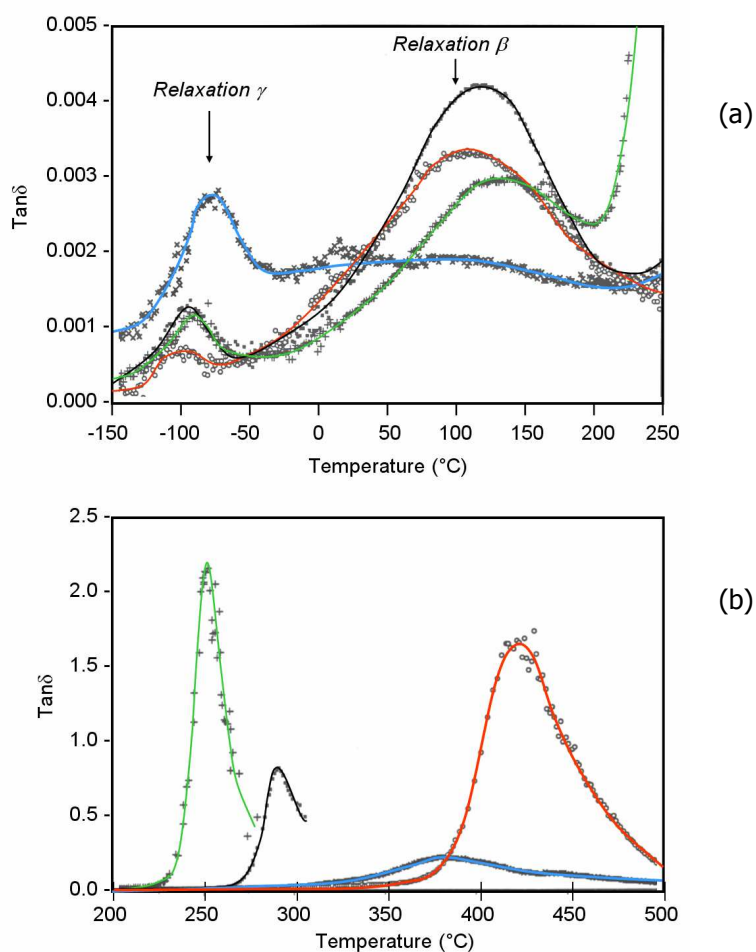 0.005
0.004
0.003
0.002
0.001
0.000
Tanδ
Relaxation γ
Relaxation β
(a)
-150 -100 -50 0 50 100 150 200 250
Temperature (°C)
2.5
2.0
1.5
1.0
0.5
0.0
Tanδ
(b)
200 250 300 350 400 450 500
Temperature (°C)